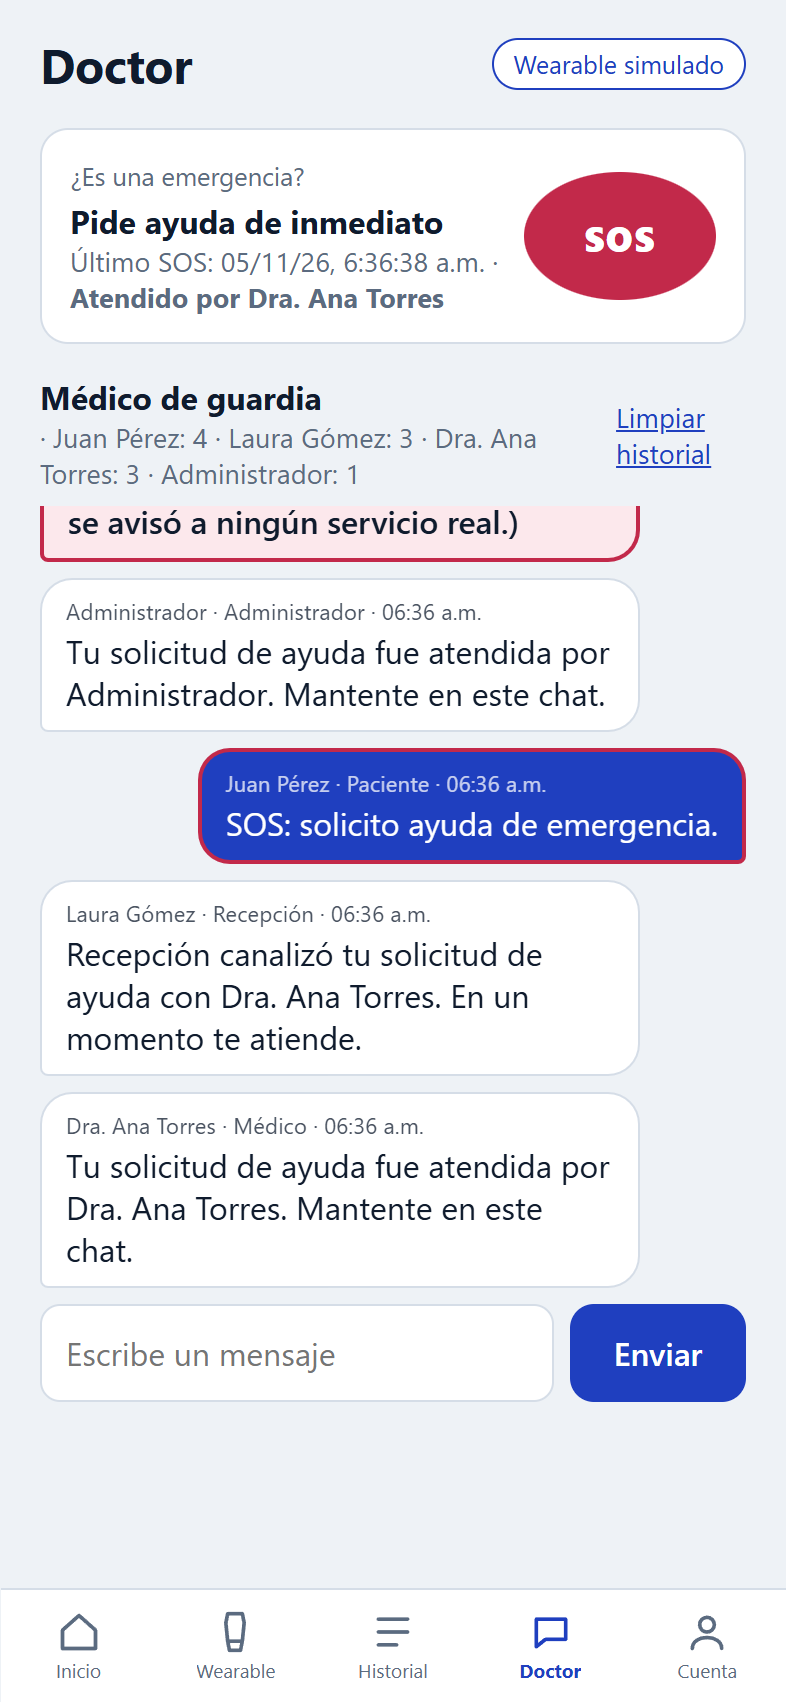 Doctor
Wearable simulado
¿Es una emergencia?
Pide ayuda de inmediato
Último SOS: 05/11/26, 6:36:38 a.m. ·
Atendido por Dra. Ana Torres
SOS
Médico de guardia
· Juan Pérez: 4 · Laura Gómez: 3 · Dra. Ana
Torres: 3 · Administrador: 1
Limpiar
historial
se avisó a ningún servicio real.)
Administrador · Administrador · 06:36 a.m.
Tu solicitud de ayuda fue atendida por
Administrador. Mantente en este chat.
Juan Pérez · Paciente · 06:36 a.m.
SOS: solicito ayuda de emergencia.
Laura Gómez · Recepción · 06:36 a.m.
Recepción canalizó tu solicitud de
ayuda con Dra. Ana Torres. En un
momento te atiende.
Dra. Ana Torres · Médico · 06:36 a.m.
Tu solicitud de ayuda fue atendida por
Dra. Ana Torres. Mantente en este
chat.
Escribe un mensaje
Enviar
Inicio
Wearable
Historial
Doctor
Cuenta